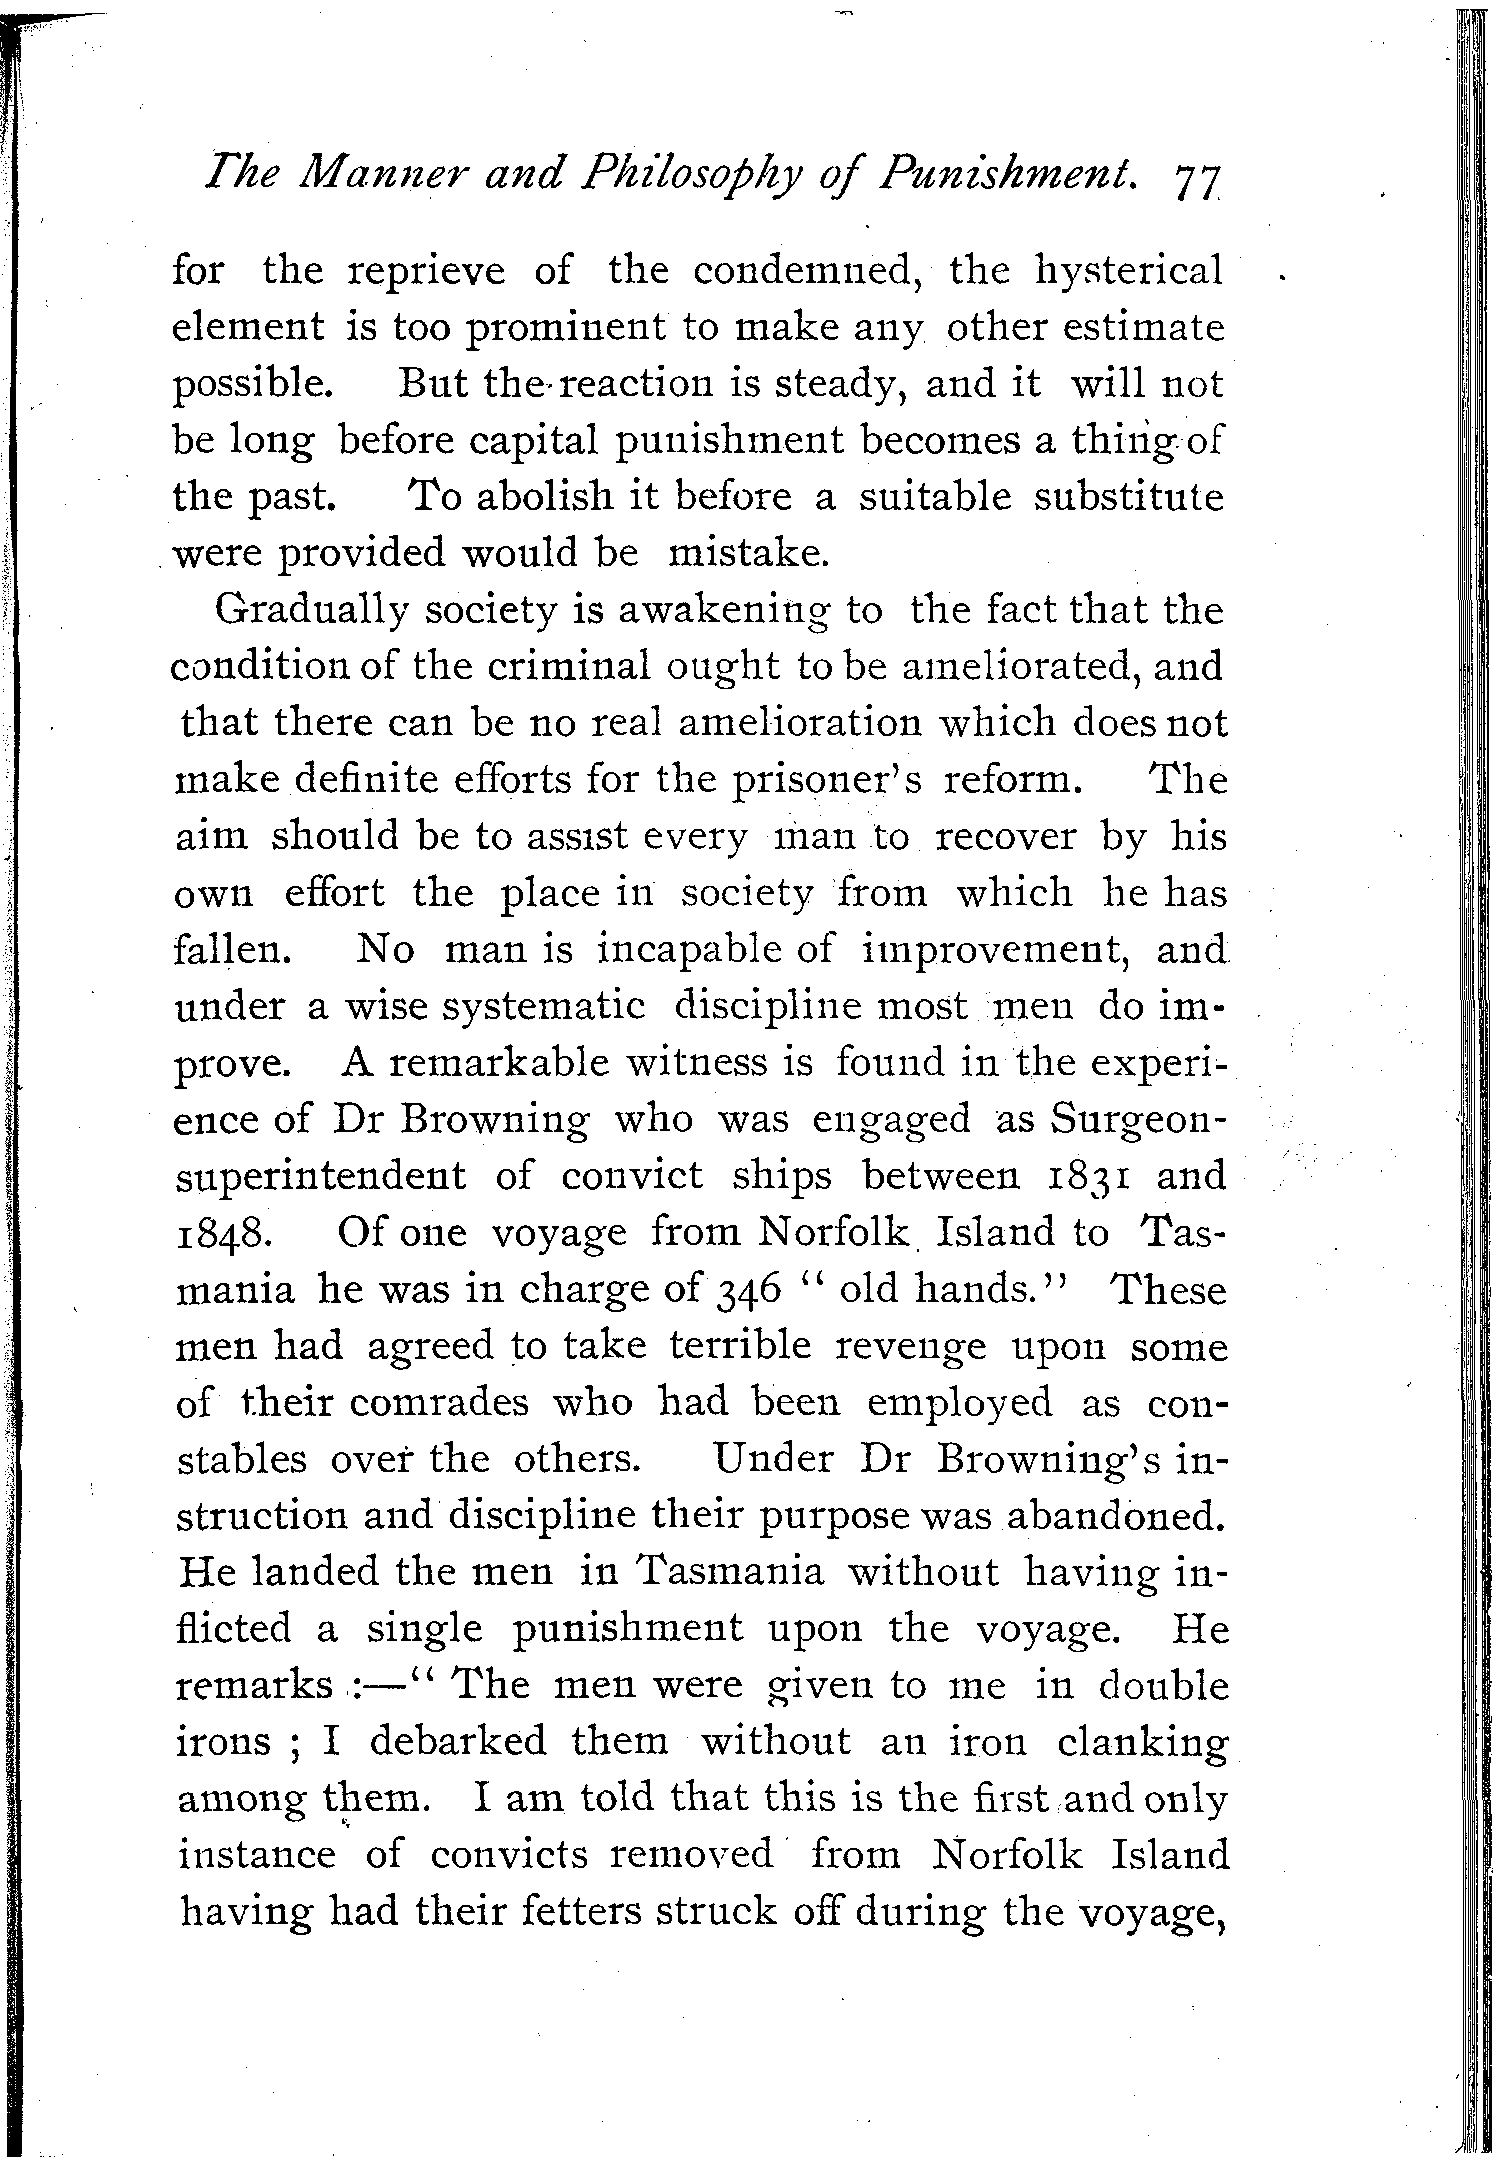 The Manner and Philosophy of Punishment. 77
for the reprieve of the condemned, the hysterical
element is too prominent to make any other estimate
possible. But the reaction is steady, and it will not
be long before capital punishment becomes a thing of
the past. To abolish it before a suitable substitute
were provided would be mistake.
Gradually society is awakening to the fact that the
condition of the criminal ought to be ameliorated, and
that there can be no real amelioration which does not
make definite efforts for the prisoner's reform. The
aim should be to assist every man to recover by his
own effort the place in society from which he has
fallen. No man is incapable of improvement, and
under a wise systematic discipline most men do im-
prove. A remarkable witness is found in the experi-
ence of Dr Browning who was engaged as Surgeon-
superintendent of convict ships between 1831 and
1848. Of one voyage from Norfolk Island to Tas-
mania he was in charge of 346 “ old hands.” These
men had agreed to take terrible revenge upon some
of their comrades who had been employed as con-
stables over the others. Under Dr Browning's in-
struction and discipline their purpose was abandoned.
He landed the men in Tasmania without having in-
flicted a single punishment upon the voyage. He
remarks :—“ The men were given to me in double
irons ; I debarked them without an iron clanking
among them. I am told that this is the first and only
instance of convicts removed from Norfolk Island
having had their fetters struck off during the voyage,